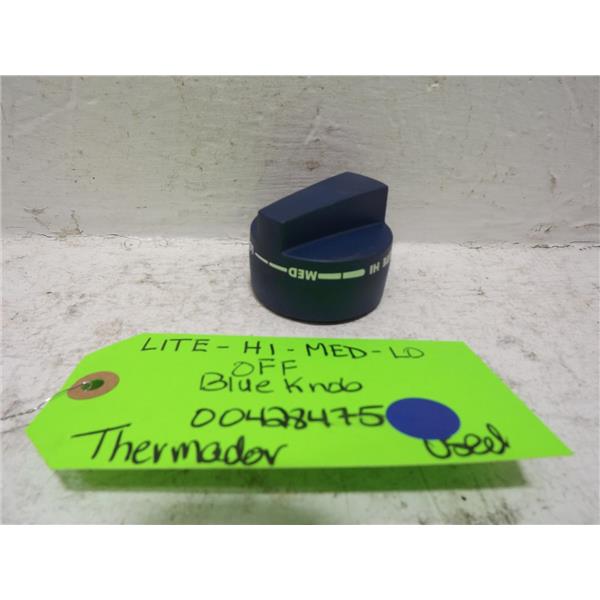 MED
HI
LITE - HI - MED - LO
OFF
Blue Knob
00428475
Thermador
Used